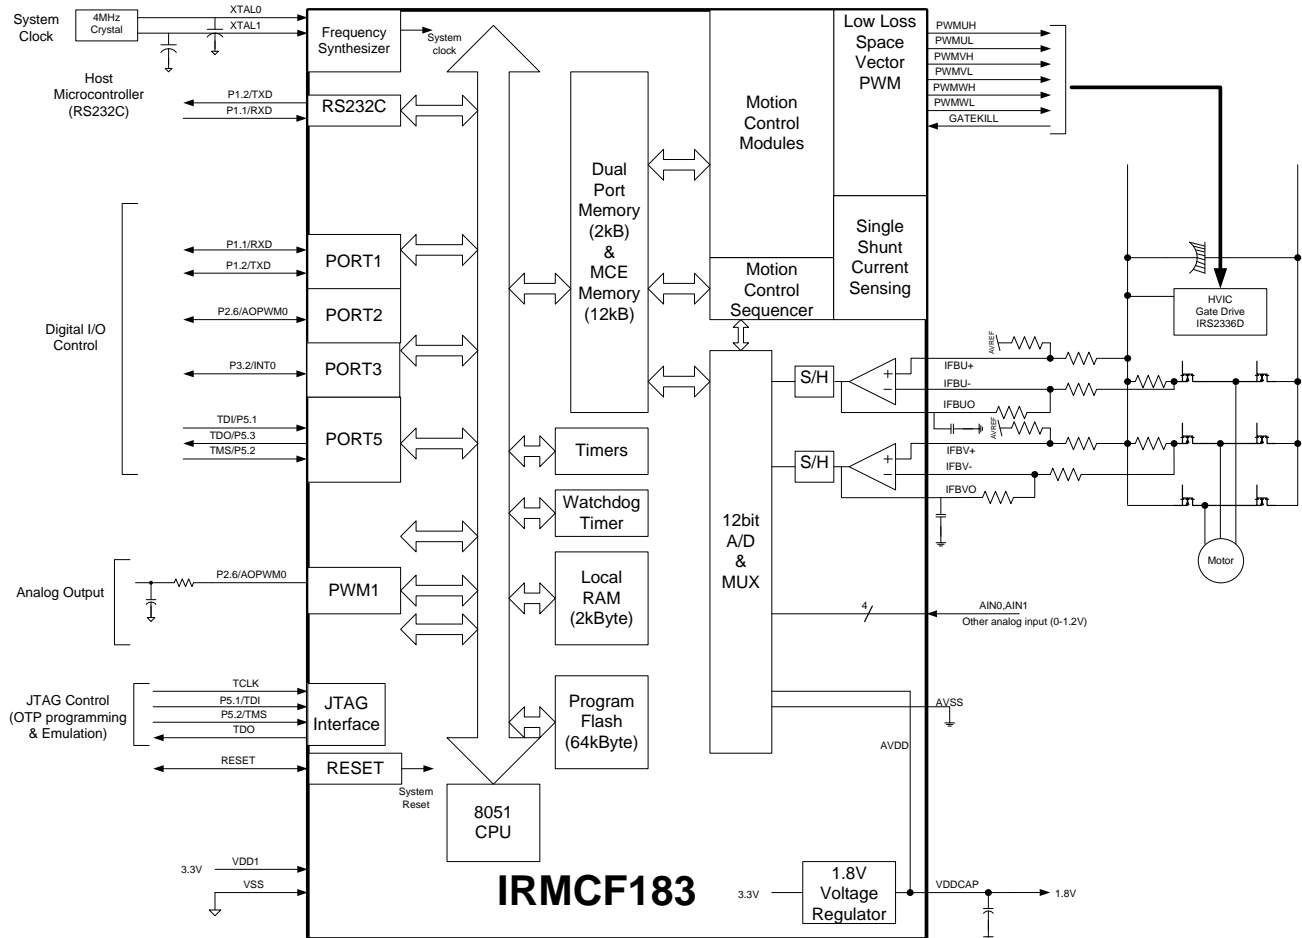 System
Clock
4MHz
Crystal
XTAL0
XTAL1
Frequency
Synthesizer
System
clock
Host
Microcontroller
(RS232C)
P1.2/TXD
P1.1/RXD
RS232C
Digital I/O
Control
P1.1/RXD
P1.2/TXD
PORT1
P2.6/AOPWM0
PORT2
P3.2/INT0
PORT3
TDI/P5.1
TDO/P5.3
TMS/P5.2
PORT5
Analog Output
P2.6/AOPWM0
PWM1
JTAG Control
(OTP programming
& Emulation)
TCLK
P5.1/TDI
P5.2/TMS
TDO
JTAG
Interface
RESET
RESET
System
Reset
3.3V
VDD1
VSS
8051
CPU
Dual
Port
Memory
(2kB)
&
MCE
Memory
(12kB)
Timers
Watchdog
Timer
Local
RAM
(2kByte)
Program
Flash
(64kByte)
Motion
Control
Modules
Motion
Control
Sequencer
Low Loss
Space
Vector
PWM
Single
Shunt
Current
Sensing
12bit
A/D
&
MUX
S/H
S/H
+
−
+
−
PWMUH
PWMUL
PWMVH
PWMVL
PWMWH
PWMWL
GATEKILL
HVIC
Gate Drive
IRS2336D
AVREF
IFBU+
IFBU-
IFBUO
AVREF
IFBV+
IFBV-
IFBVO
Motor
4
AIN0,AIN1
Other analog input (0-1.2V)
AVSS
AVDD
IRMCF183
3.3V
1.8V
Voltage
Regulator
VDDCAP
1.8V